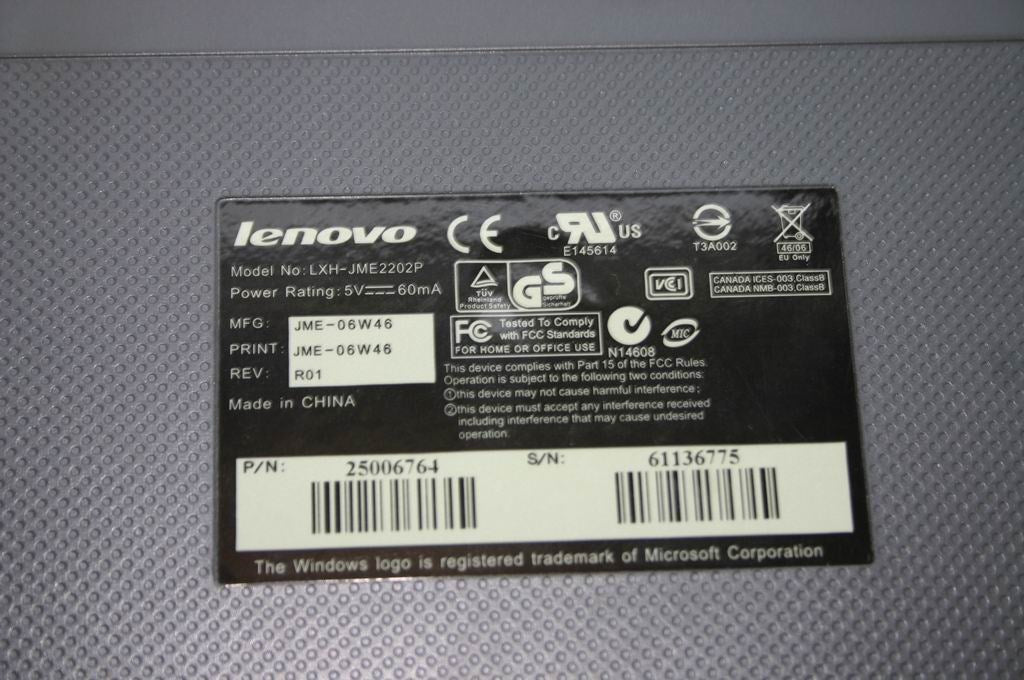 lenovo
CE
c RU ® US
E145614
T3A002
46/06
EU Only
Model No: LXH-JME2202P
Power Rating: 5V 60mA
TÜV
Rheinland
Product Safety
GS
geprüfte
Sicherheit
VCI
CANADA ICES-003,ClassB
CANADA NMB-003,ClassB
MFG: JME-06W46
PRINT: JME-06W46
REV: R01
Made in CHINA
FC Tested To Comply
with FCC Standards
FOR HOME OR OFFICE USE
N14608
MIC
This device complies with Part 15 of the FCC Rules.
Operation is subject to the following two conditions:
①this device may not cause harmful interference;
②this device must accept any interference received
including interference that may cause undesired
operation.
P/N: 25006764
S/N: 61136775
The Windows logo is registered trademark of Microsoft Corporation